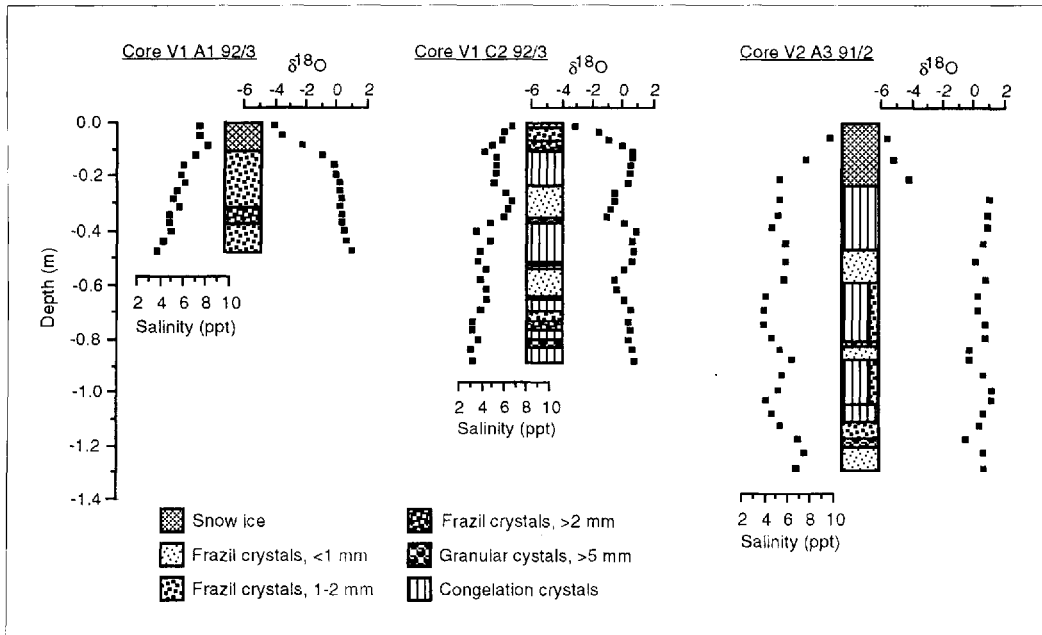 Core V1 A1 92/3
δ18O
-6 -4 -2 0 2
Core V1 C2 92/3
δ18O
-6 -4 -2 0 2
Core V2 A3 91/2
δ18O
-6 -4 -2 0 2
Depth (m)
0.0
-0.2
-0.4
-0.6
-0.8
-1.0
-1.2
-1.4
2 4 6 8 10
Salinity (ppt)
2 4 6 8 10
Salinity (ppt)
2 4 6 8 10
Salinity (ppt)
Snow ice
Frazil crystals, <1 mm
Frazil crystals, 1-2 mm
Frazil crystals, >2 mm
Granular cystals, >5 mm
Congelation crystals